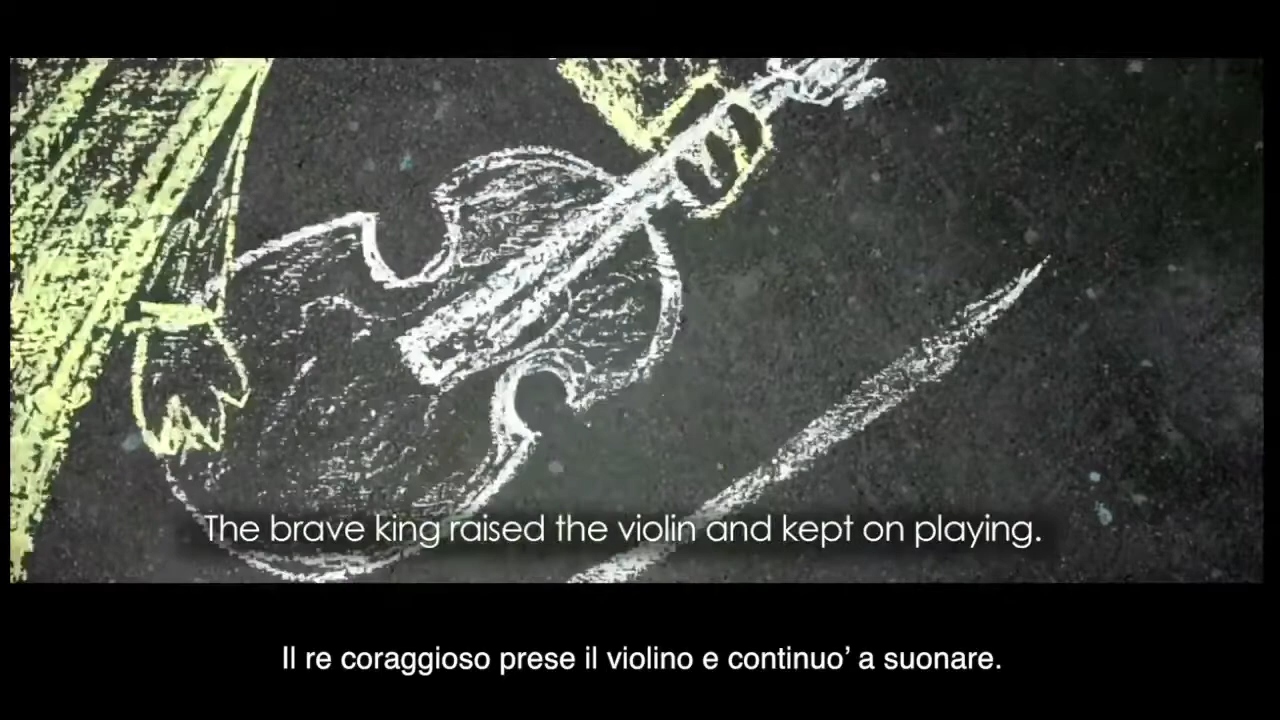 The brave king raised the violin and kept on playing.
Il re coraggioso prese il violino e continuo’ a suonare.